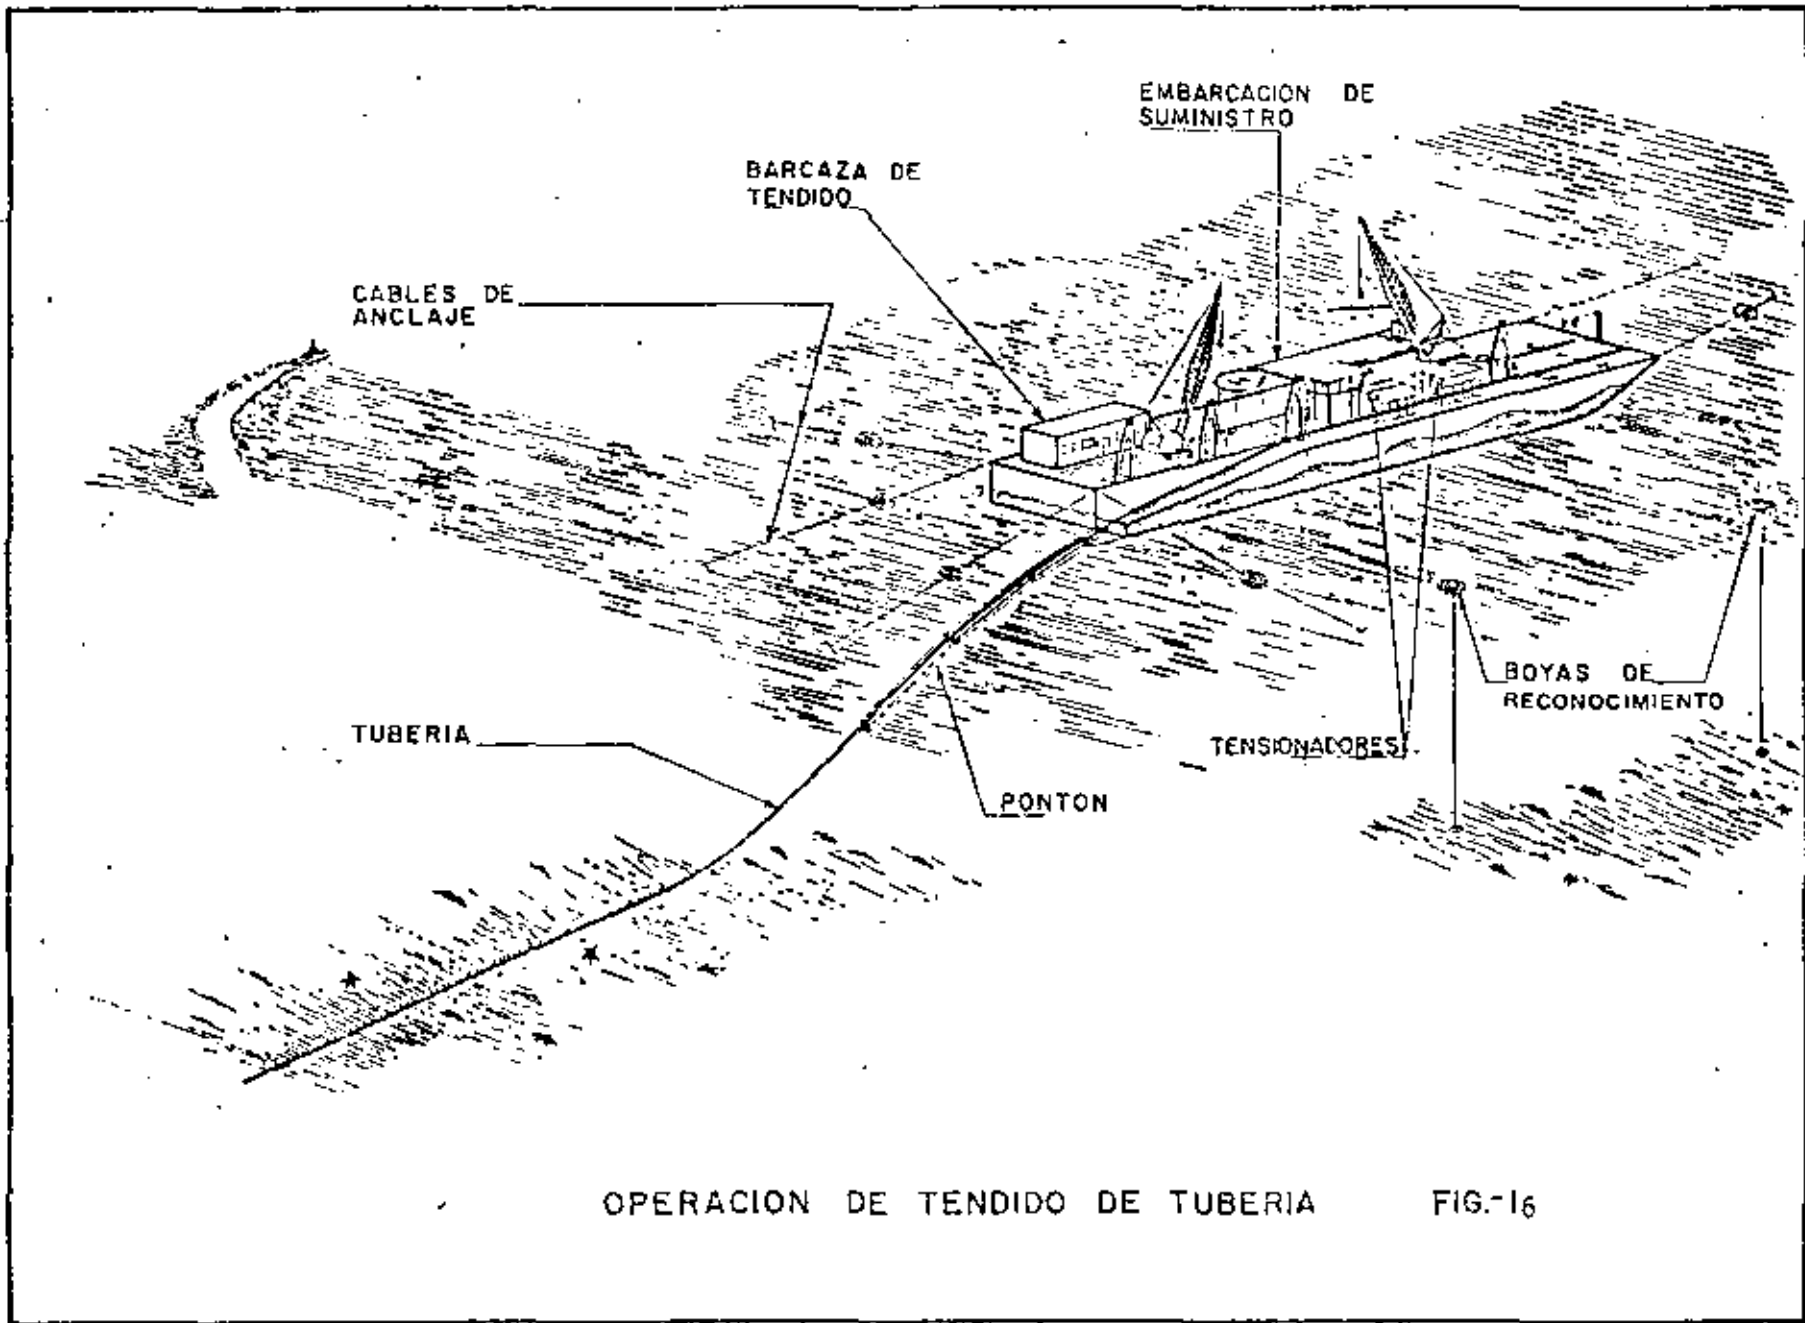 EMBARCACION DE
SUMINISTRO
BARCAZA DE
TENDIDO
CABLES DE
ANCLAJE
BOYAS DE
RECONOCIMIENTO
TUBERIA
TENSIONADORES
PONTON
OPERACION DE TENDIDO DE TUBERIA FIG.-16